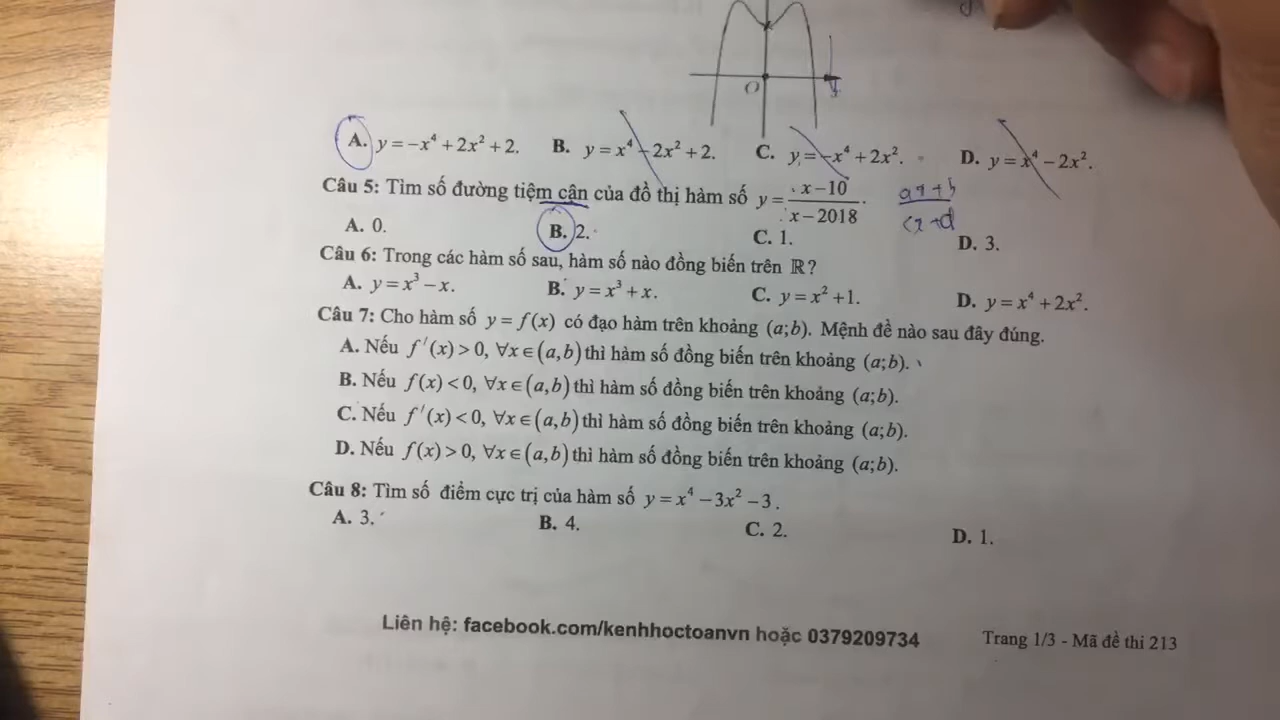 O
A. y = -x⁴ + 2x² + 2. B. y = x⁴ - 2x² + 2. C. y = -x⁴ + 2x². D. y = x⁴ - 2x².
Câu 5: Tìm số đường tiệm cận của đồ thị hàm số y = (x-10)/(x-2018). ax+b/cx+d
A. 0. B. 2. C. 1. D. 3.
Câu 6: Trong các hàm số sau, hàm số nào đồng biến trên ℝ?
A. y = x³ - x. B. y = x³ + x. C. y = x² + 1. D. y = x⁴ + 2x².
Câu 7: Cho hàm số y = f(x) có đạo hàm trên khoảng (a;b). Mệnh đề nào sau đây đúng.
A. Nếu f'(x) > 0, ∀x∈(a,b) thì hàm số đồng biến trên khoảng (a;b).
B. Nếu f(x) < 0, ∀x∈(a,b) thì hàm số đồng biến trên khoảng (a;b).
C. Nếu f'(x) < 0, ∀x∈(a,b) thì hàm số đồng biến trên khoảng (a;b).
D. Nếu f(x) > 0, ∀x∈(a,b) thì hàm số đồng biến trên khoảng (a;b).
Câu 8: Tìm số điểm cực trị của hàm số y = x⁴ - 3x² - 3.
A. 3. B. 4. C. 2. D. 1.
Liên hệ: facebook.com/kenhhoctoanvn hoặc 0379209734
Trang 1/3 - Mã đề thi 213